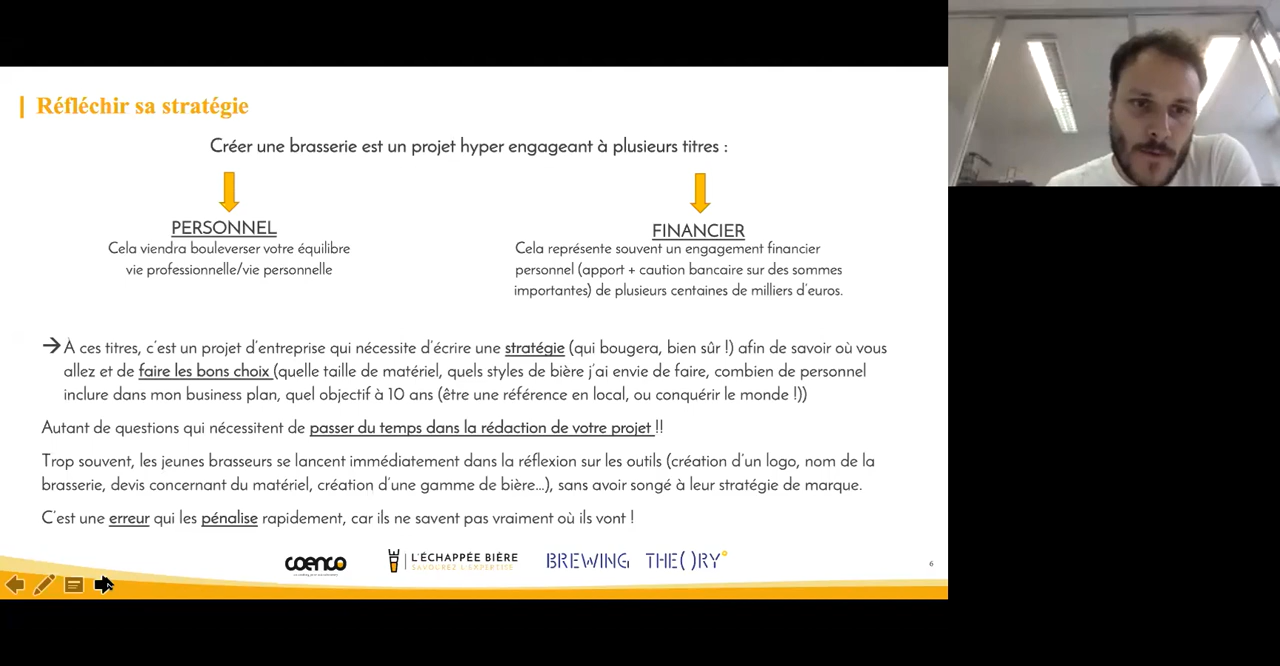 | Réfléchir sa stratégie
Créer une brasserie est un projet hyper engageant à plusieurs titres :
PERSONNEL
Cela viendra bouleverser votre équilibre
vie professionnelle/vie personnelle
FINANCIER
Cela représente souvent un engagement financier
personnel (apport + caution bancaire sur des sommes
importantes) de plusieurs centaines de milliers d'euros.
→ À ces titres, c'est un projet d'entreprise qui nécessite d'écrire une stratégie (qui bougera, bien sûr !) afin de savoir où vous
allez et de faire les bons choix (quelle taille de matériel, quels styles de bière j'ai envie de faire, combien de personnel
inclure dans mon business plan, quel objectif à 10 ans (être une référence en local, ou conquérir le monde !))
Autant de questions qui nécessitent de passer du temps dans la rédaction de votre projet !!
Trop souvent, les jeunes brasseurs se lancent immédiatement dans la réflexion sur les outils (création d'un logo, nom de la
brasserie, devis concernant du matériel, création d'une gamme de bière…), sans avoir songé à leur stratégie de marque.
C'est une erreur qui les pénalise rapidement, car ils ne savent pas vraiment où ils vont !
coenco
L'ÉCHAPPÉE BIÈRE
SAVOUREZ L'EXPERTISE
BREWING THE()RY
6